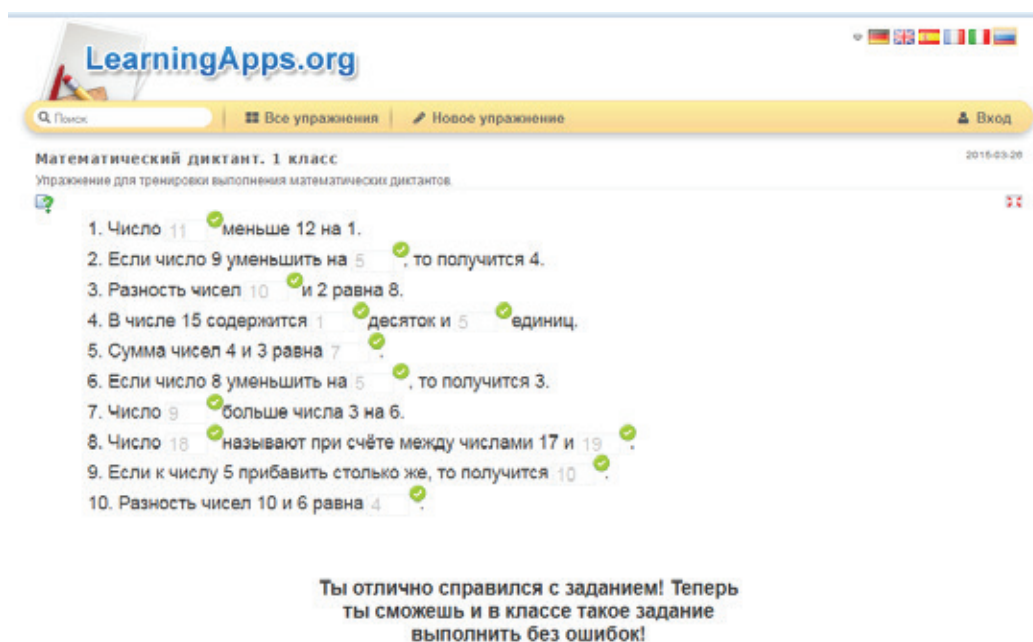 LearningApps.org
Поиск Все упражнения Новое упражнение Вход
Математический диктант. 1 класс 2015-03-26
Упражнение для тренировки выполнения математических диктантов
1. Число 11 меньше 12 на 1.
2. Если число 9 уменьшить на 5, то получится 4.
3. Разность чисел 10 и 2 равна 8.
4. В числе 15 содержится 1 десяток и 5 единиц.
5. Сумма чисел 4 и 3 равна 7.
6. Если число 8 уменьшить на 5, то получится 3.
7. Число 9 больше числа 3 на 6.
8. Число 18 называют при счёте между числами 17 и 19.
9. Если к числу 5 прибавить столько же, то получится 10.
10. Разность чисел 10 и 6 равна 4.
Ты отлично справился с заданием! Теперь
ты сможешь и в классе такое задание
выполнить без ошибок!